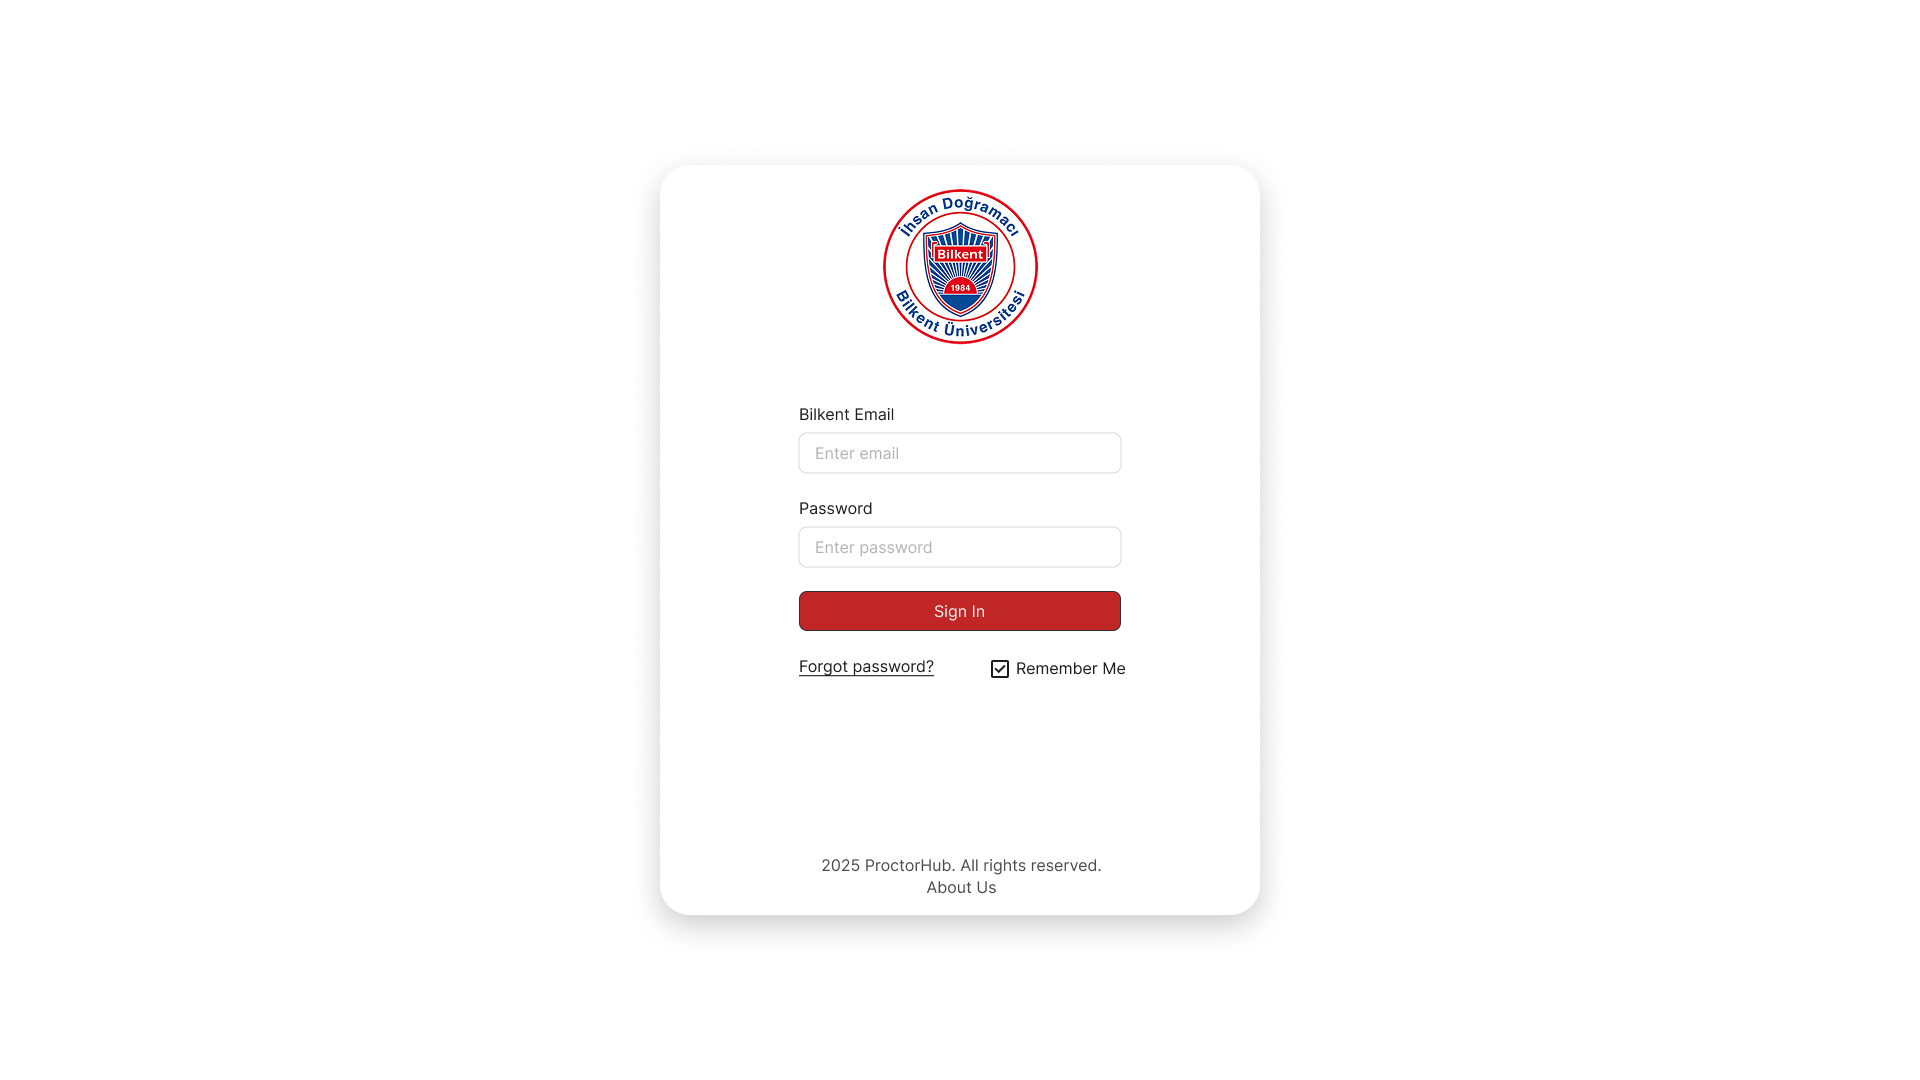 İhsan Doğramacı
Bilkent
1984
Bilkent Üniversitesi
Bilkent Email
Enter email
Password
Enter password
Sign In
Forgot password? Remember Me
2025 ProctorHub. All rights reserved.
About Us